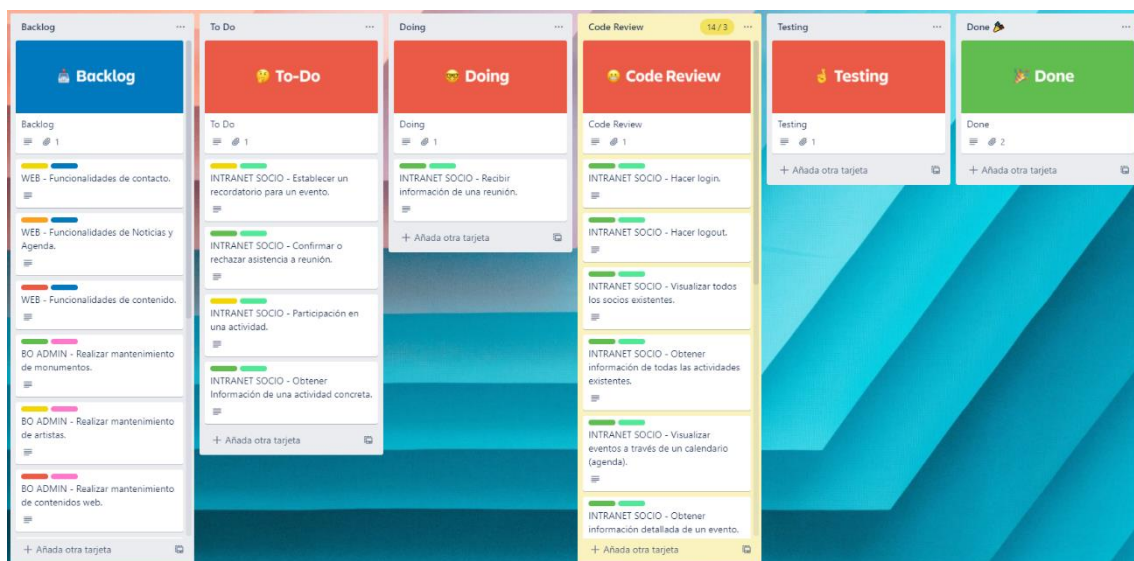 Backlog
Backlog
Backlog
1
WEB - Funcionalidades de contacto.
WEB - Funcionalidades de Noticias y
Agenda.
WEB - Funcionalidades de contenido.
BO ADMIN - Realizar mantenimiento
de monumentos.
BO ADMIN - Realizar mantenimiento
de artistas.
BO ADMIN - Realizar mantenimiento
de contenidos web.
+ Añada otra tarjeta
To Do
To-Do
To Do
1
INTRANET SOCIO - Establecer un
recordatorio para un evento.
INTRANET SOCIO - Confirmar o
rechazar asistencia a reunión.
INTRANET SOCIO - Participación en
una actividad.
INTRANET SOCIO - Obtener
Información de una actividad concreta.
+ Añada otra tarjeta
Doing
Doing
Doing
1
INTRANET SOCIO - Recibir
información de una reunión.
+ Añada otra tarjeta
Code Review 14 / 3
Code Review
Code Review
1
INTRANET SOCIO - Hacer login.
INTRANET SOCIO - Hacer logout.
INTRANET SOCIO - Visualizar todos
los socios existentes.
INTRANET SOCIO - Obtener
información de todas las actividades
existentes.
INTRANET SOCIO - Visualizar
eventos a través de un calendario
(agenda).
INTRANET SOCIO - Obtener
información detallada de un evento.
+ Añada otra tarjeta
Testing
Testing
Testing
1
+ Añada otra tarjeta
Done 🎉
Done
Done
2
+ Añada otra tarjeta